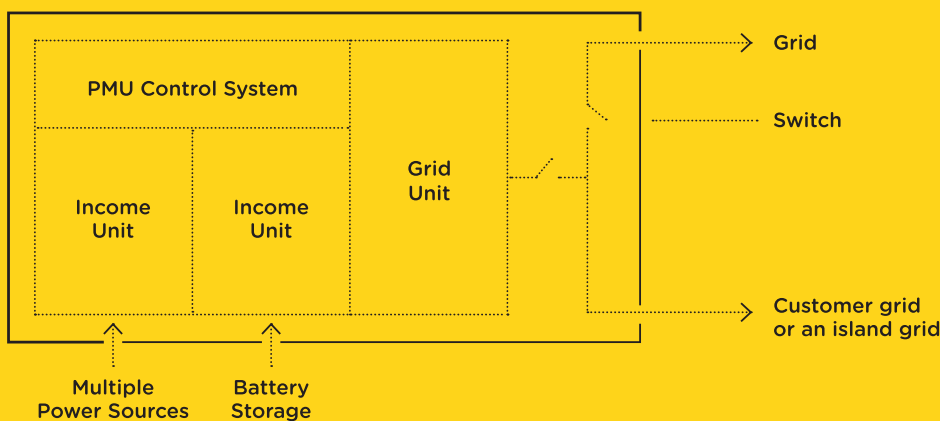 Grid
PMU Control System
Switch
Grid
Unit
Income
Unit
Income
Unit
Customer grid
or an island grid
Multiple
Power Sources
Battery
Storage